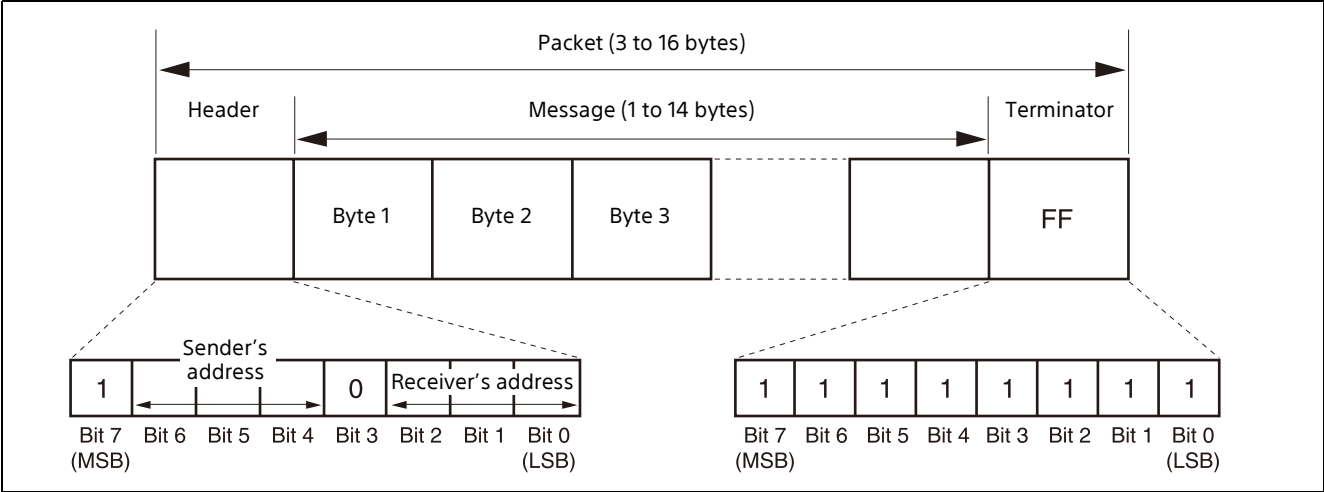 Packet (3 to 16 bytes)
Header Message (1 to 14 bytes) Terminator
Byte 1 Byte 2 Byte 3 FF
Sender's
address
1 0 Receiver's address
Bit 7 Bit 6 Bit 5 Bit 4 Bit 3 Bit 2 Bit 1 Bit 0
(MSB) (LSB)
1 1 1 1 1 1 1 1
Bit 7 Bit 6 Bit 5 Bit 4 Bit 3 Bit 2 Bit 1 Bit 0
(MSB) (LSB)